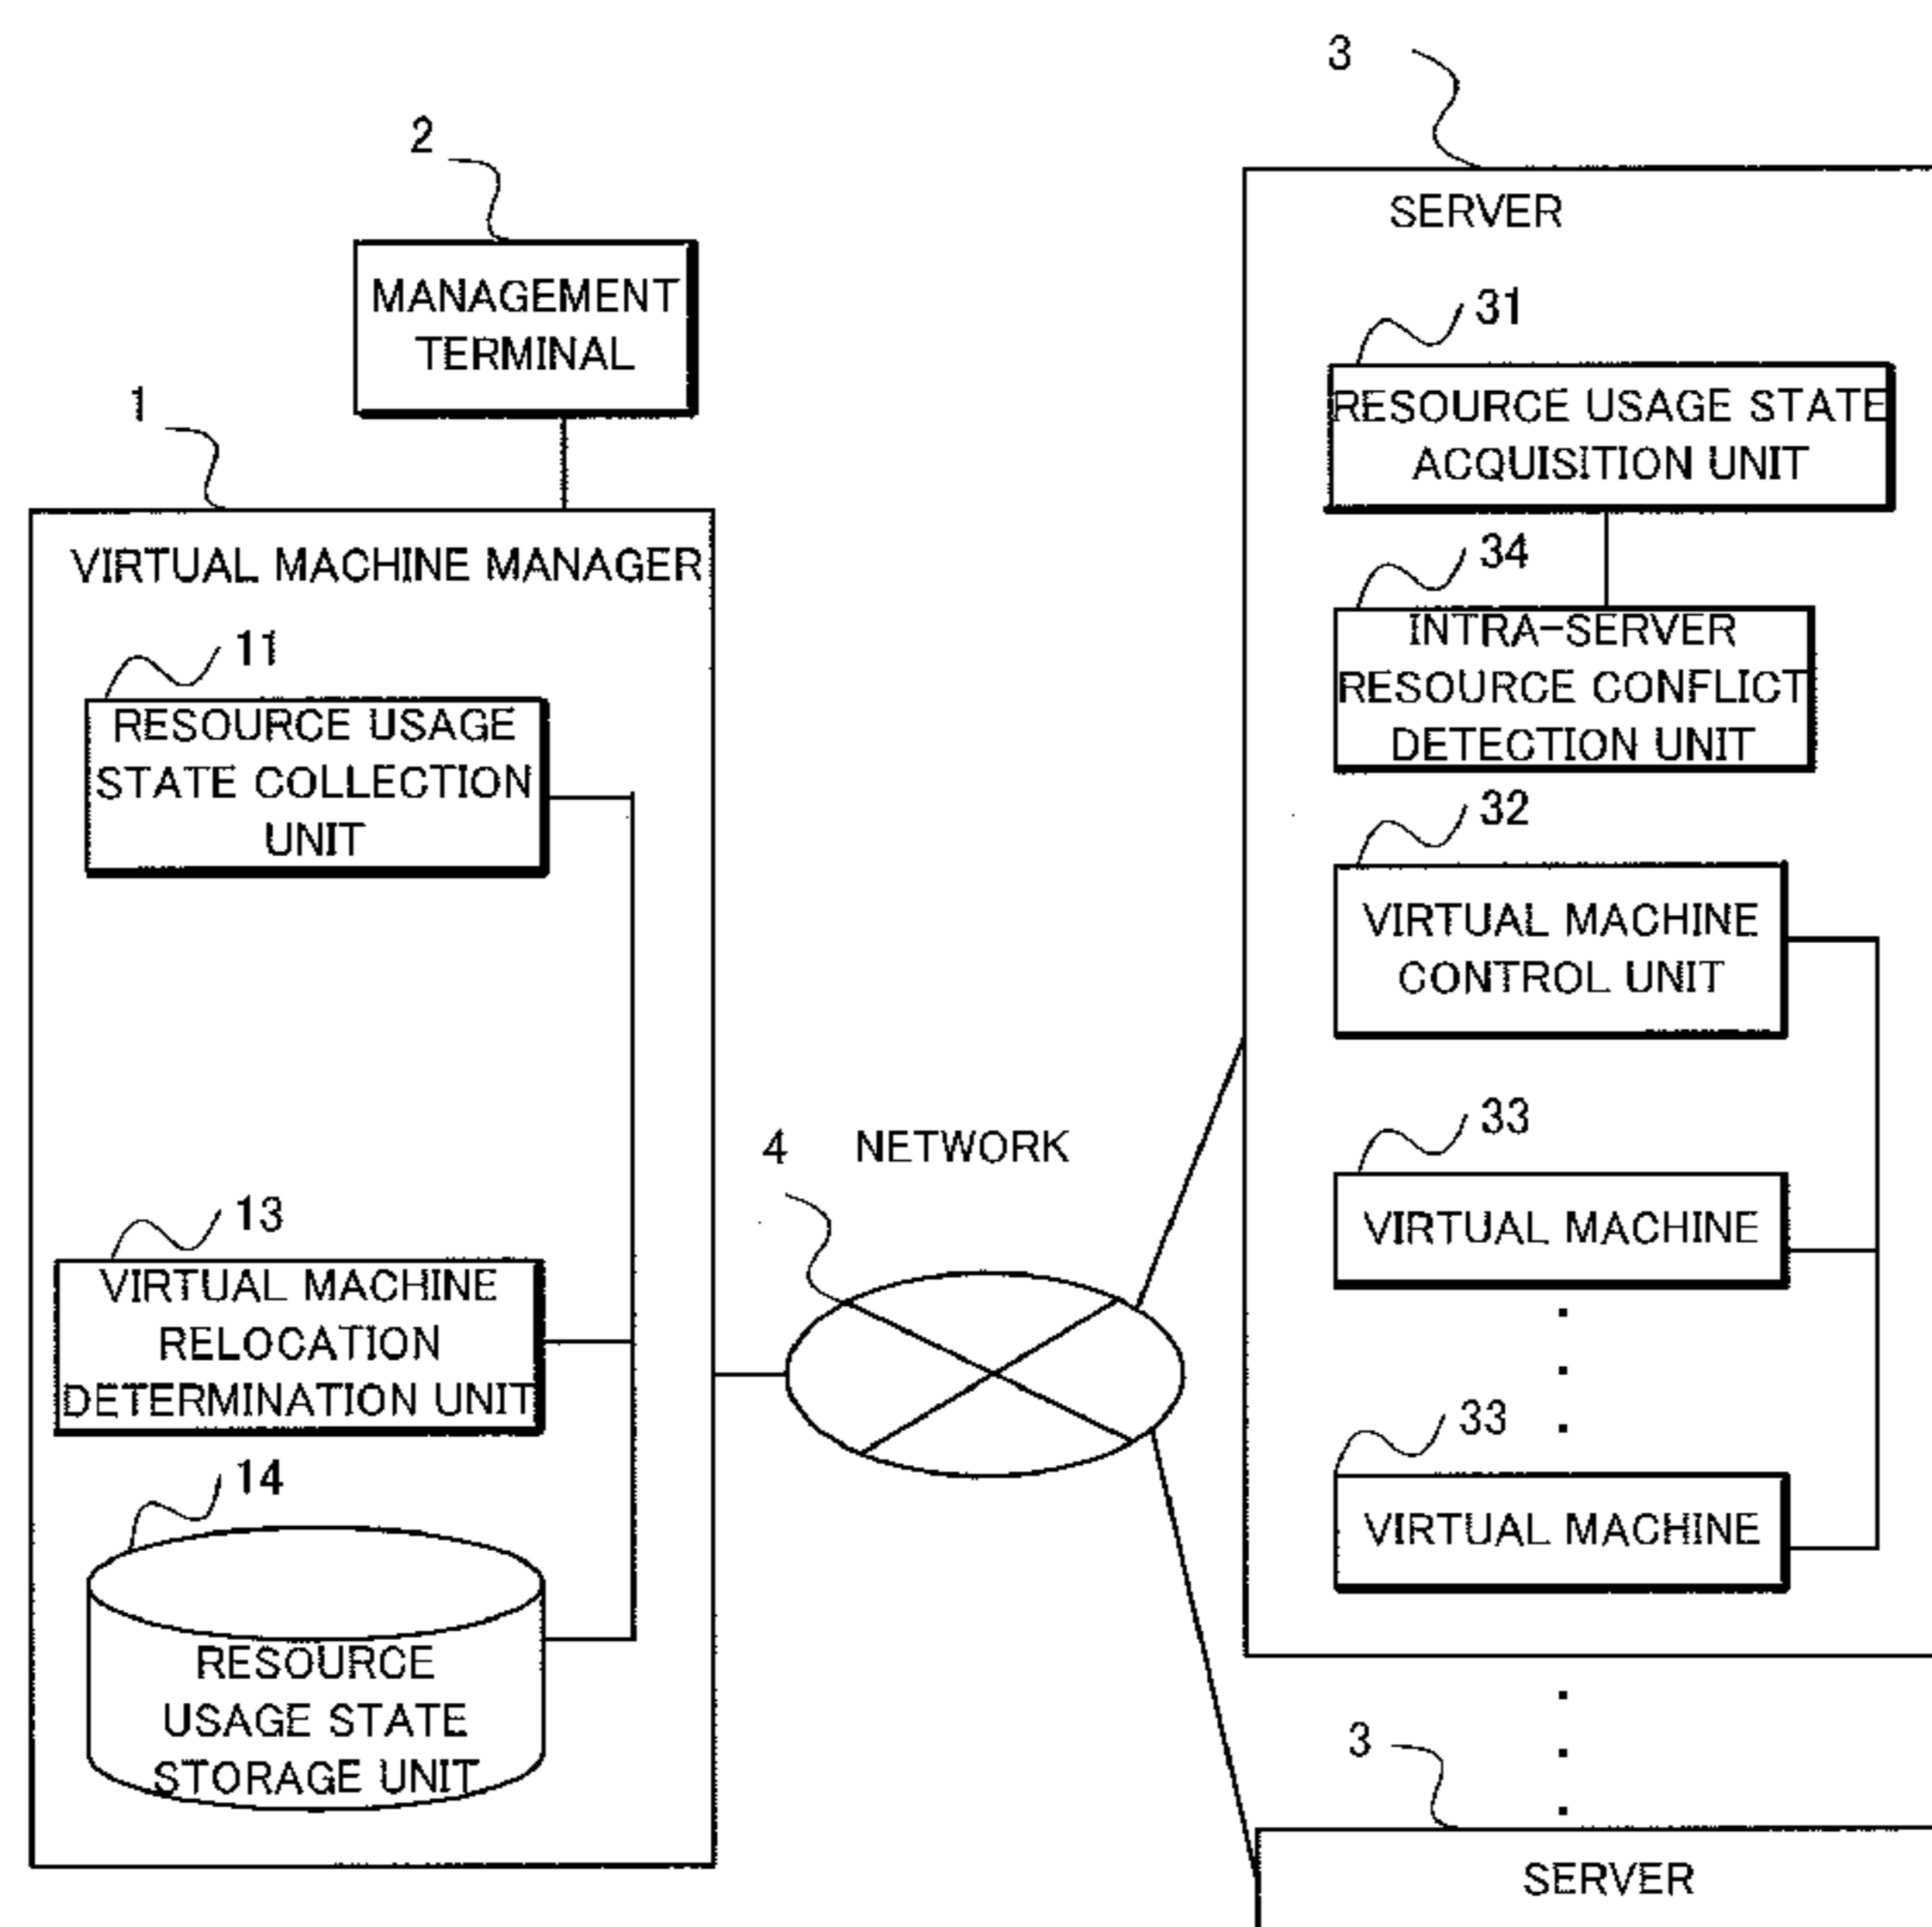 2
MANAGEMENT
TERMINAL
1
VIRTUAL MACHINE MANAGER
11
RESOURCE USAGE
STATE COLLECTION
UNIT
13
VIRTUAL MACHINE
RELOCATION
DETERMINATION UNIT
14
RESOURCE
USAGE STATE
STORAGE UNIT
4 NETWORK
3
SERVER
31
RESOURCE USAGE STATE
ACQUISITION UNIT
34
INTRA-SERVER
RESOURCE CONFLICT
DETECTION UNIT
32
VIRTUAL MACHINE
CONTROL UNIT
33
VIRTUAL MACHINE
33
VIRTUAL MACHINE
3
SERVER